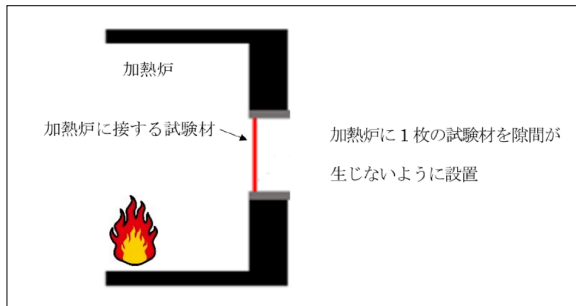 加熱炉
加熱炉に接する試験材
加熱炉に1枚の試験材を隙間が
生じないように設置